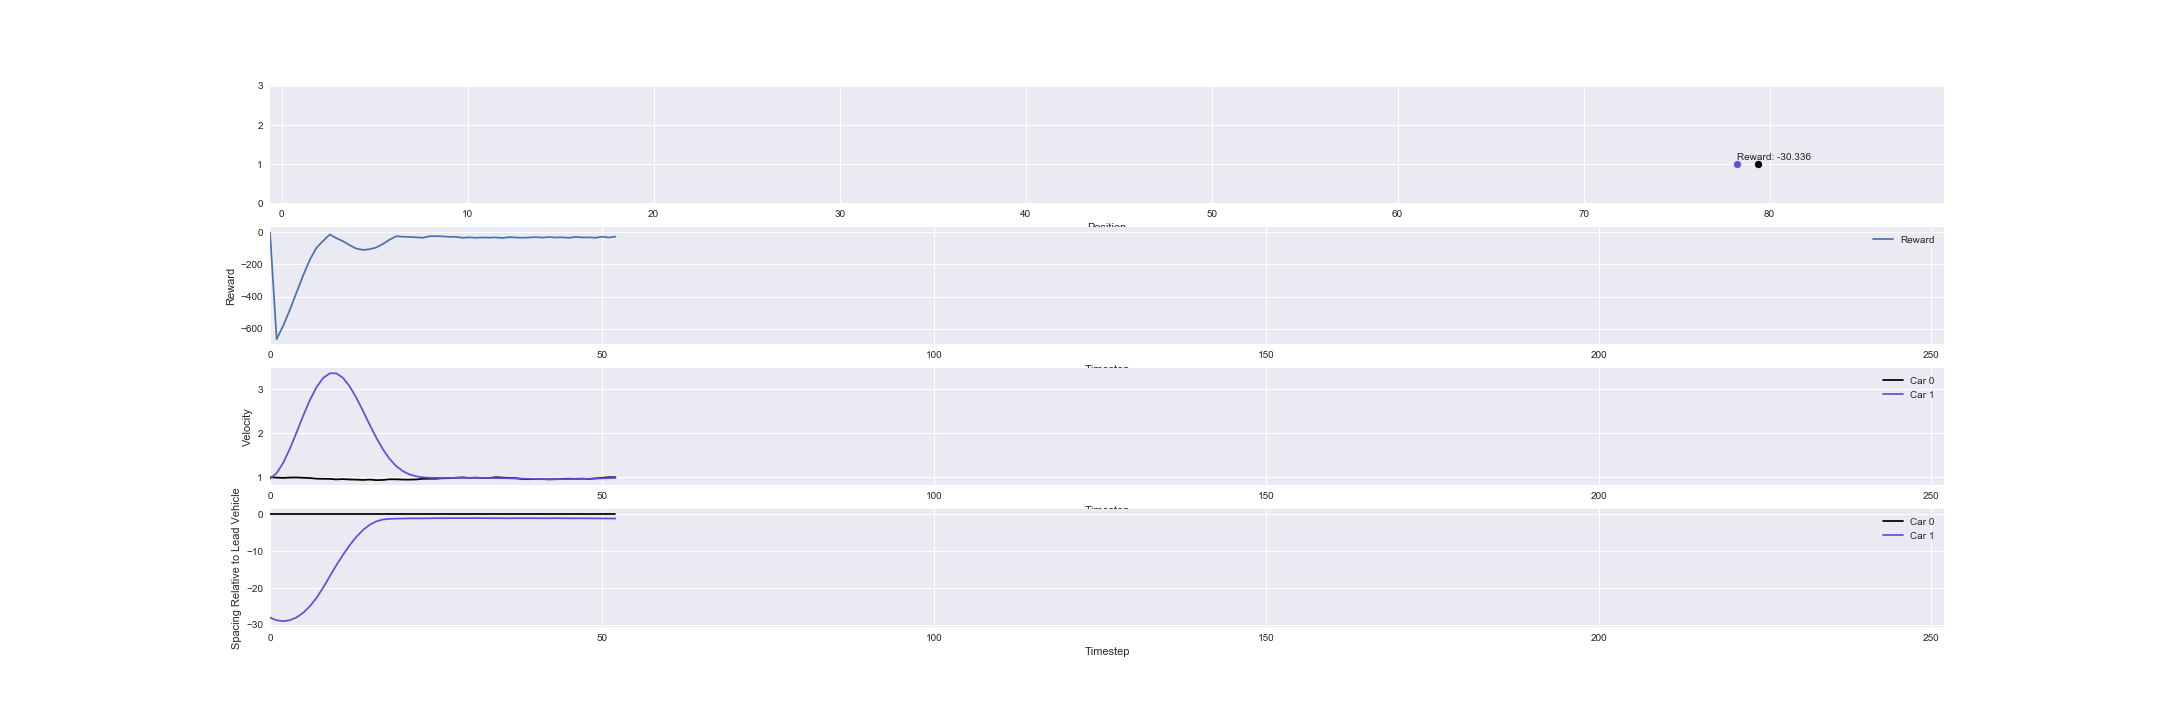 3
2
1
0
Reward: -30.336
0 10 20 30 40 50 60 70 80
Position
0
−200
−400
−600
Reward
Reward
0 50 100 150 200 250
Timestep
3
2
1
Velocity
Car 0
Car 1
0 50 100 150 200 250
Timestep
0
−10
−20
−30
Spacing Relative to Lead Vehicle
Car 0
Car 1
0 50 100 150 200 250
Timestep